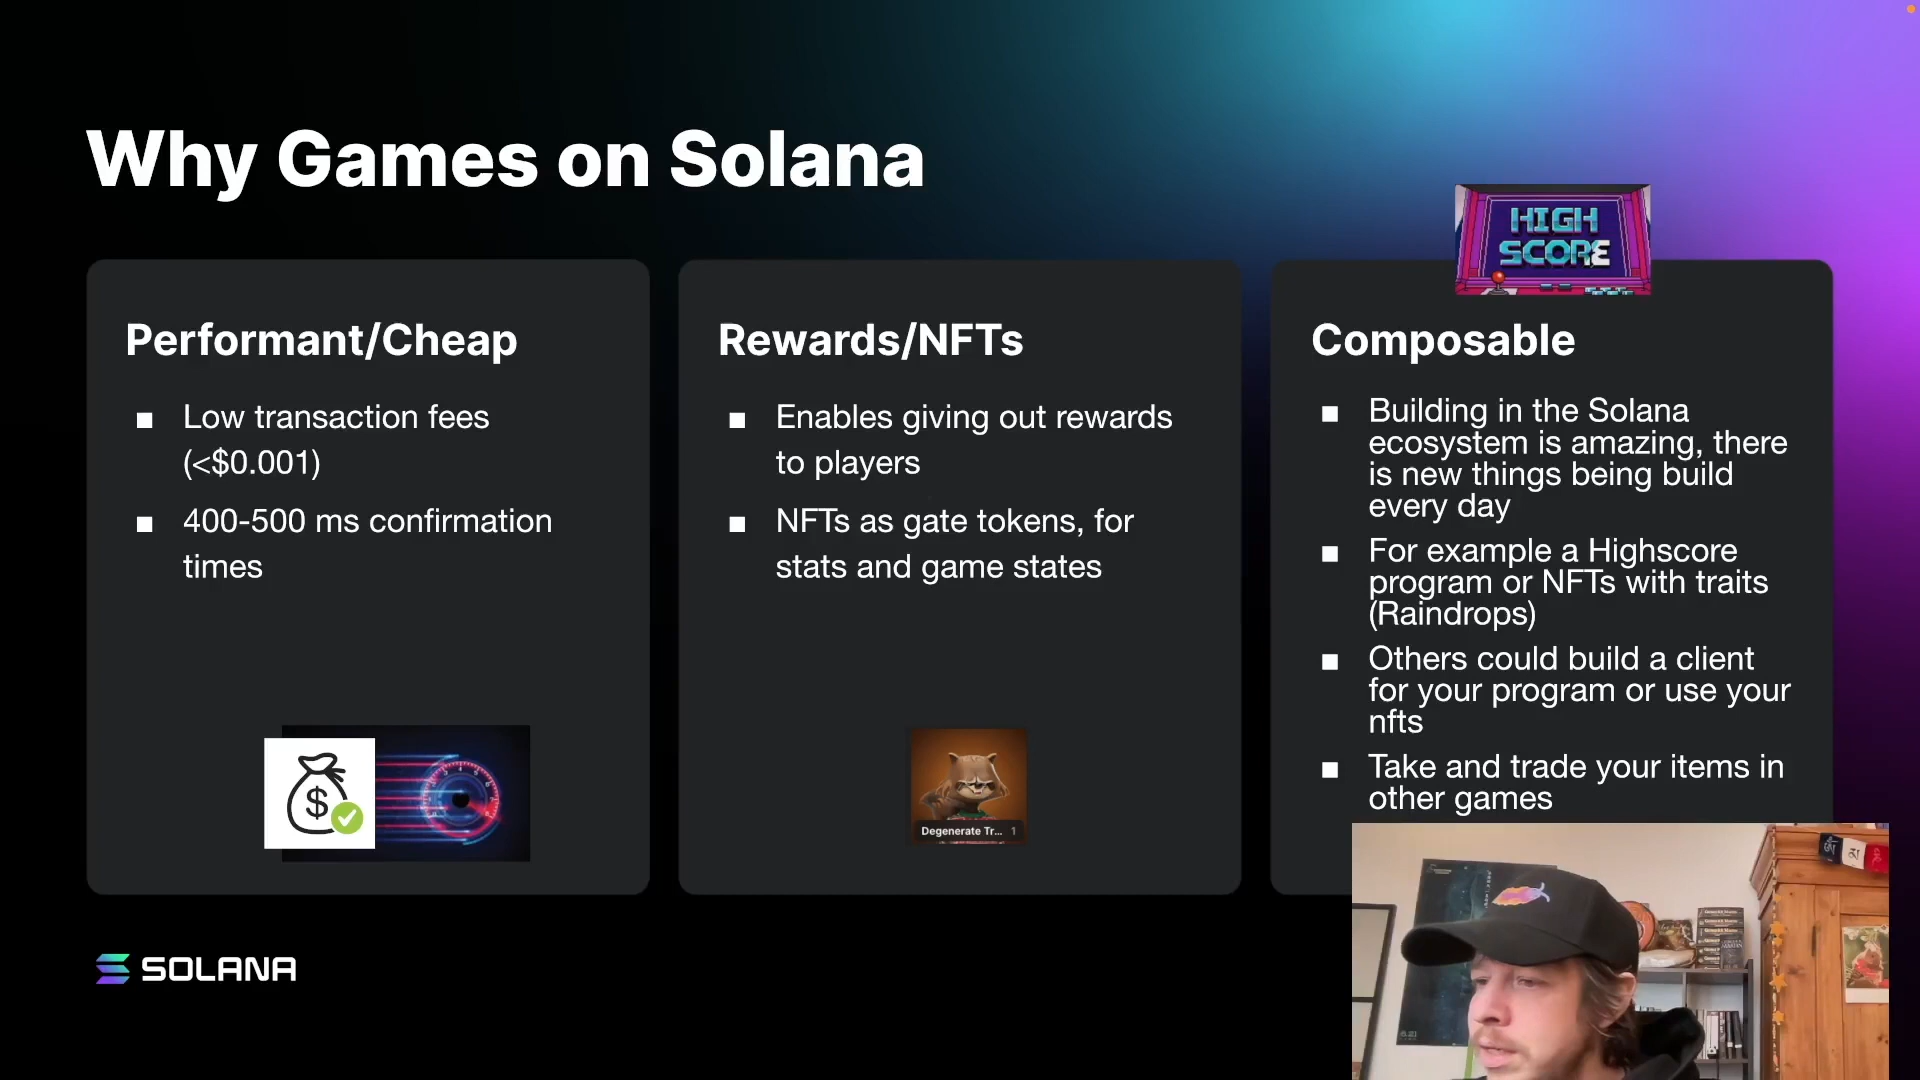 Why Games on Solana
HIGH
SCORE
Performant/Cheap
Low transaction fees
(<$0.001)
400-500 ms confirmation
times
Rewards/NFTs
Enables giving out rewards
to players
NFTs as gate tokens, for
stats and game states
Degenerate Tr... 1
Composable
Building in the Solana
ecosystem is amazing, there
is new things being build
every day
For example a Highscore
program or NFTs with traits
(Raindrops)
Others could build a client
for your program or use your
nfts
Take and trade your items in
other games
SOLANA